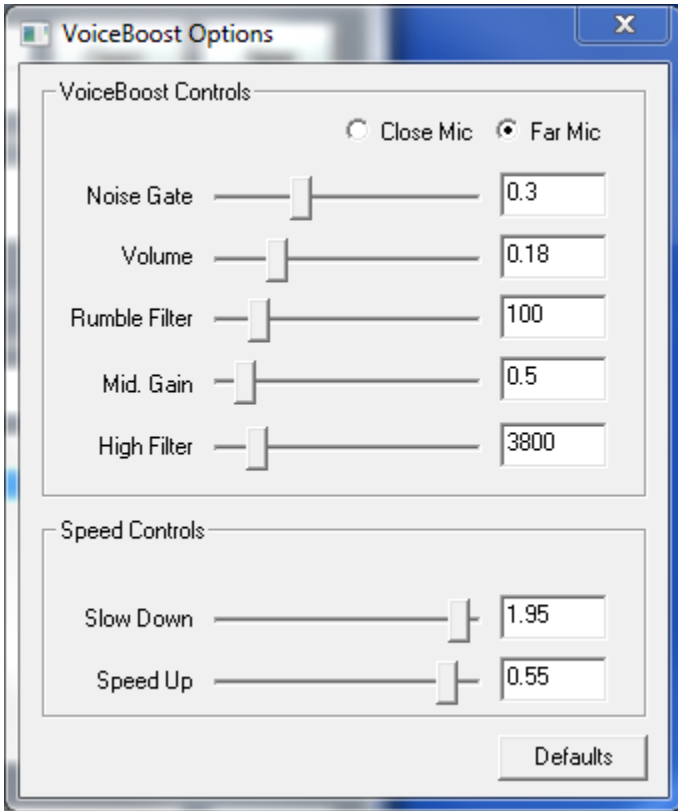 VoiceBoost Options
VoiceBoost Controls
Close Mic Far Mic
Noise Gate 0.3
Volume 0.18
Rumble Filter 100
Mid. Gain 0.5
High Filter 3800
Speed Controls
Slow Down 1.95
Speed Up 0.55
Defaults